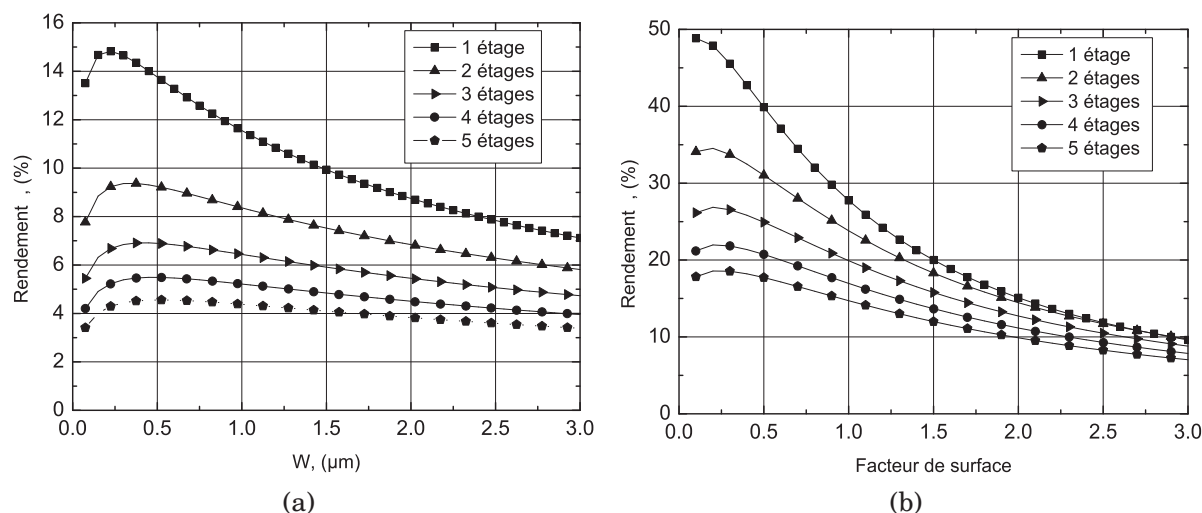 16
14
12
10
8
6
4
2
0
Rendement , (%)
1 étage
2 étages
3 étages
4 étages
5 étages
0.0 0.5 1.0 1.5 2.0 2.5 3.0
W, (µm)
(a)
50
40
30
20
10
0
Rendement , (%)
1 étage
2 étages
3 étages
4 étages
5 étages
0.0 0.5 1.0 1.5 2.0 2.5 3.0
Facteur de surface
(b)